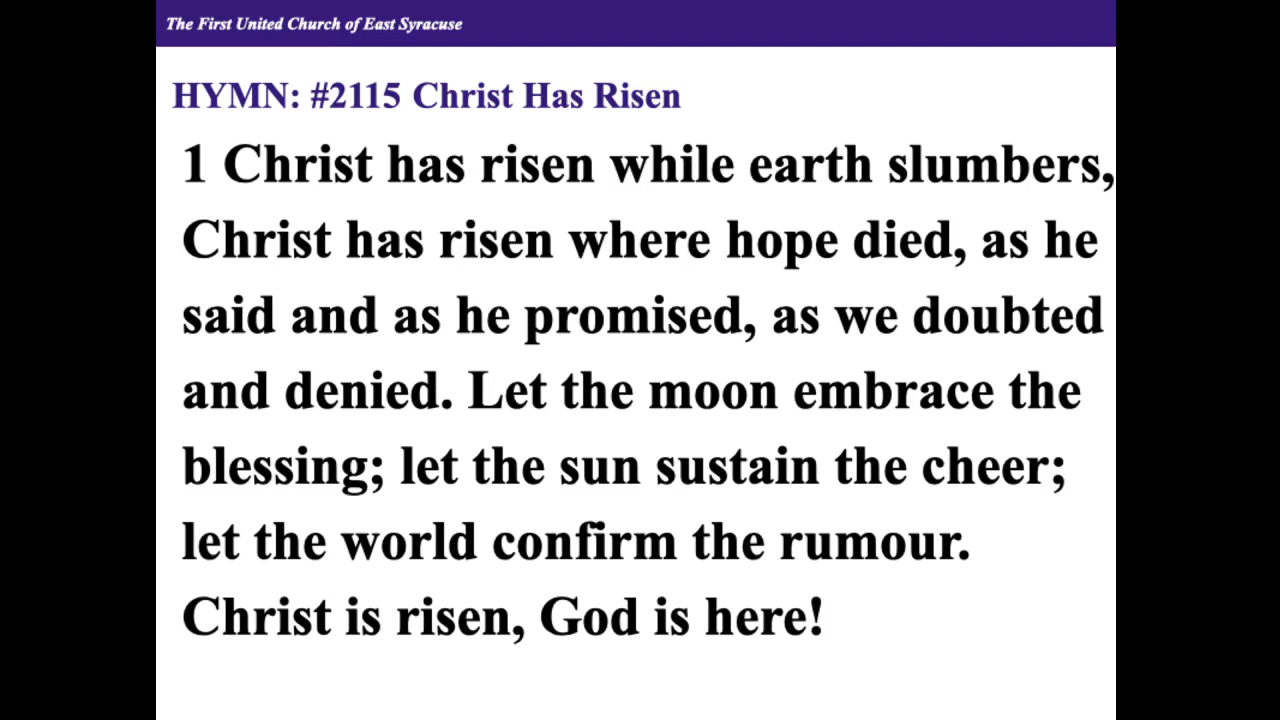 The First United Church of East Syracuse
HYMN: #2115 Christ Has Risen
1 Christ has risen while earth slumbers,
Christ has risen where hope died, as he
said and as he promised, as we doubted
and denied. Let the moon embrace the
blessing; let the sun sustain the cheer;
let the world confirm the rumour.
Christ is risen, God is here!